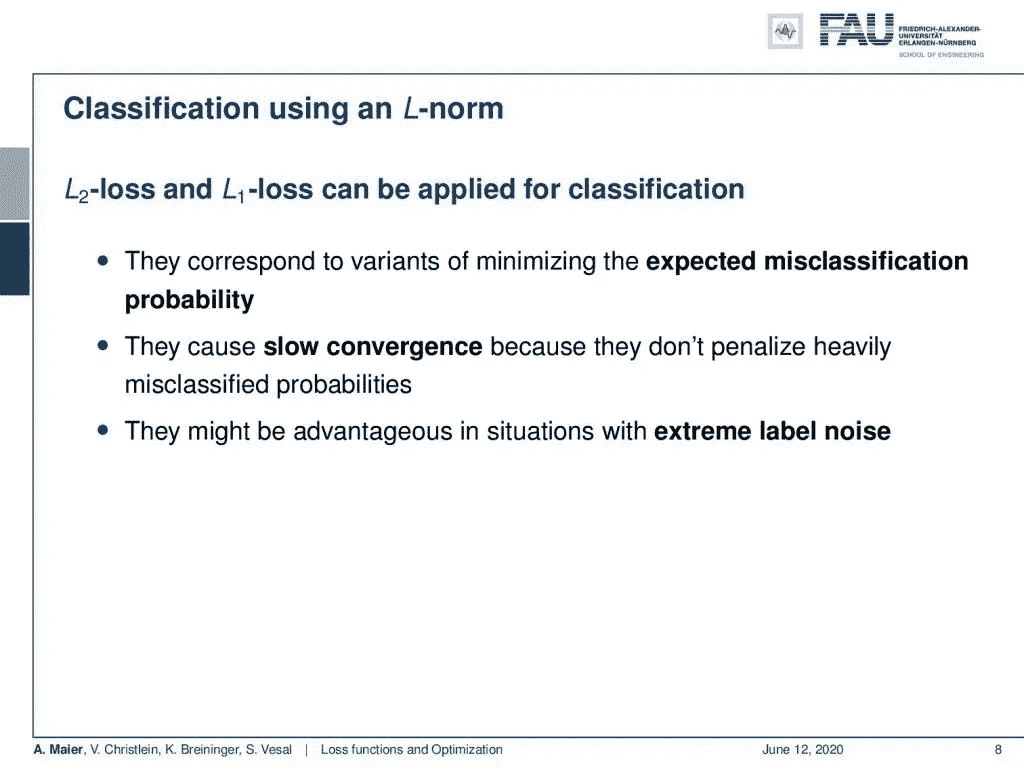 FAU
FRIEDRICH-ALEXANDER-
UNIVERSITÄT
ERLANGEN-NÜRNBERG
SCHOOL OF ENGINEERING
Classification using an L-norm
L₂-loss and L₁-loss can be applied for classification
• They correspond to variants of minimizing the expected misclassification
probability
• They cause slow convergence because they don't penalize heavily
misclassified probabilities
• They might be advantageous in situations with extreme label noise
A. Maier, V. Christlein, K. Breininger, S. Vesal | Loss functions and Optimization June 12, 2020 8